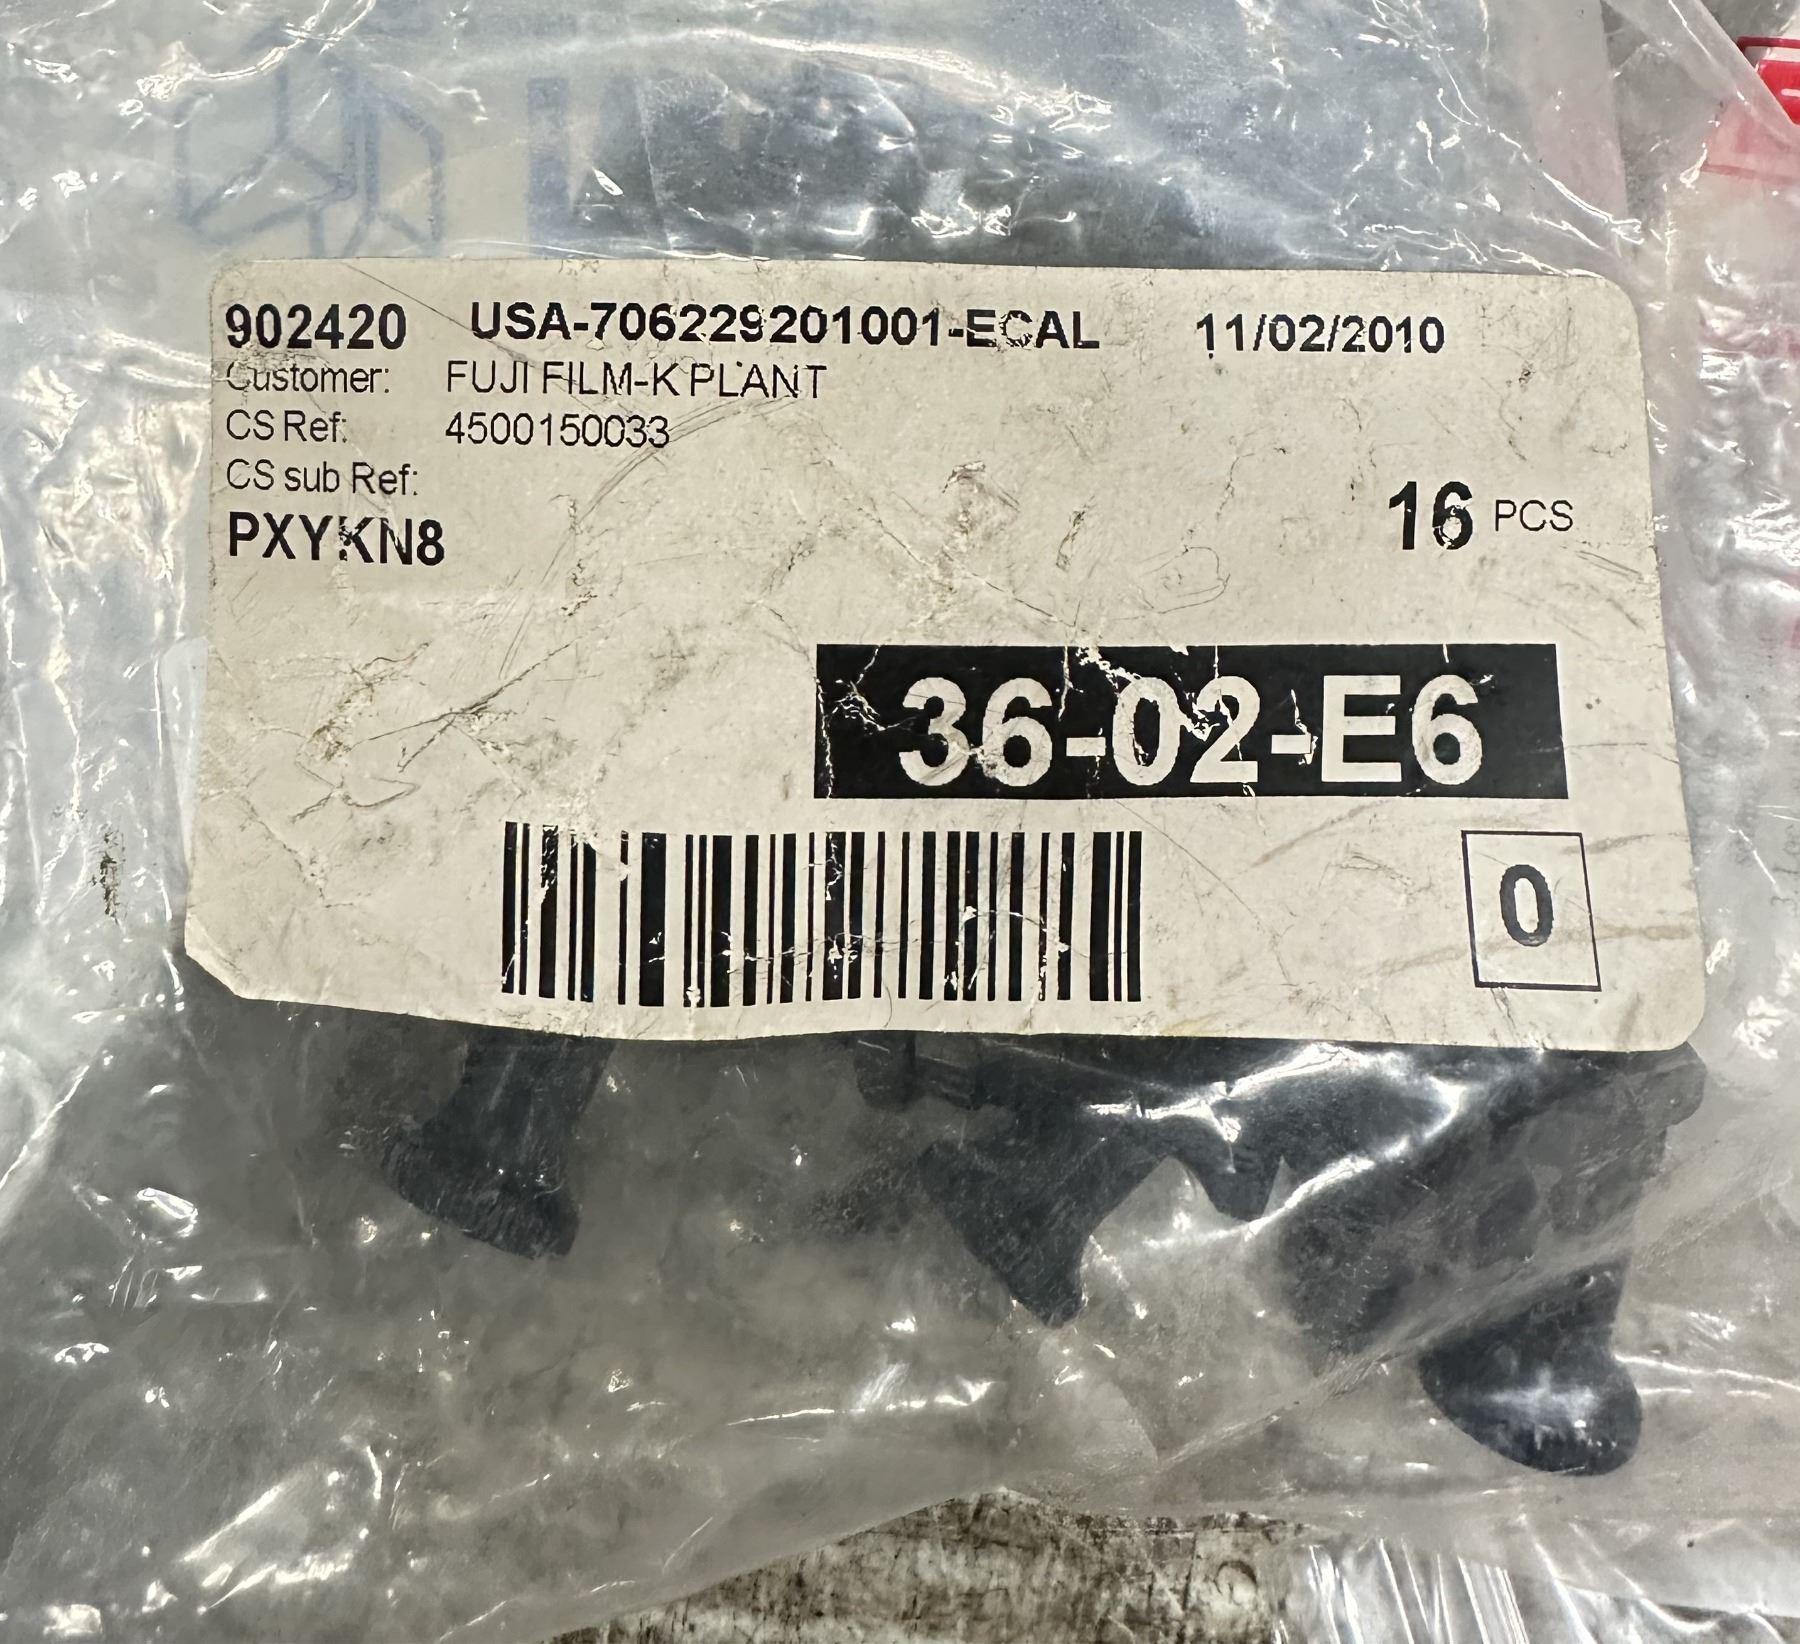 902420 USA-706229201001-ECAL 11/02/2010
Customer: FUJI FILM-K PLANT
CS Ref: 4500150033
CS sub Ref:
PXYKN8
16 PCS
36-02-E6
0